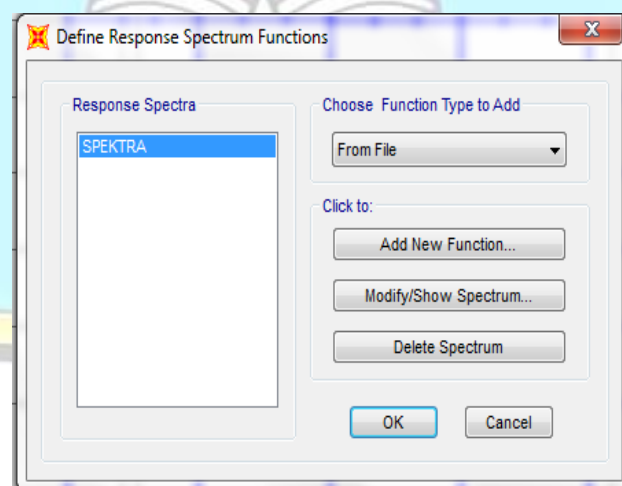 Define Response Spectrum Functions
Response Spectra
SPEKTRA
Choose Function Type to Add
From File
Click to:
Add New Function...
Modify/Show Spectrum...
Delete Spectrum
OK
Cancel